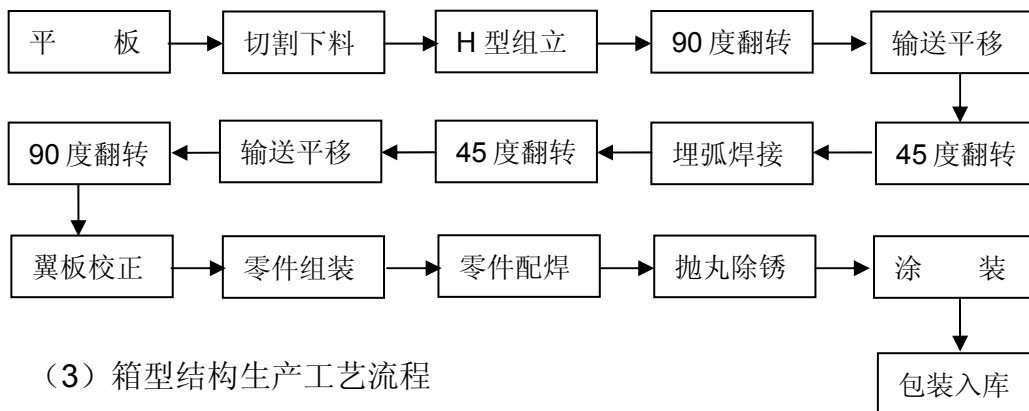 平 板 切割下料 H 型组立 90 度翻转 输送平移
90 度翻转 输送平移 45 度翻转 埋弧焊接 45 度翻转
翼板校正 零件组装 零件配焊 抛丸除锈 涂 装
（3）箱型结构生产工艺流程
包装入库